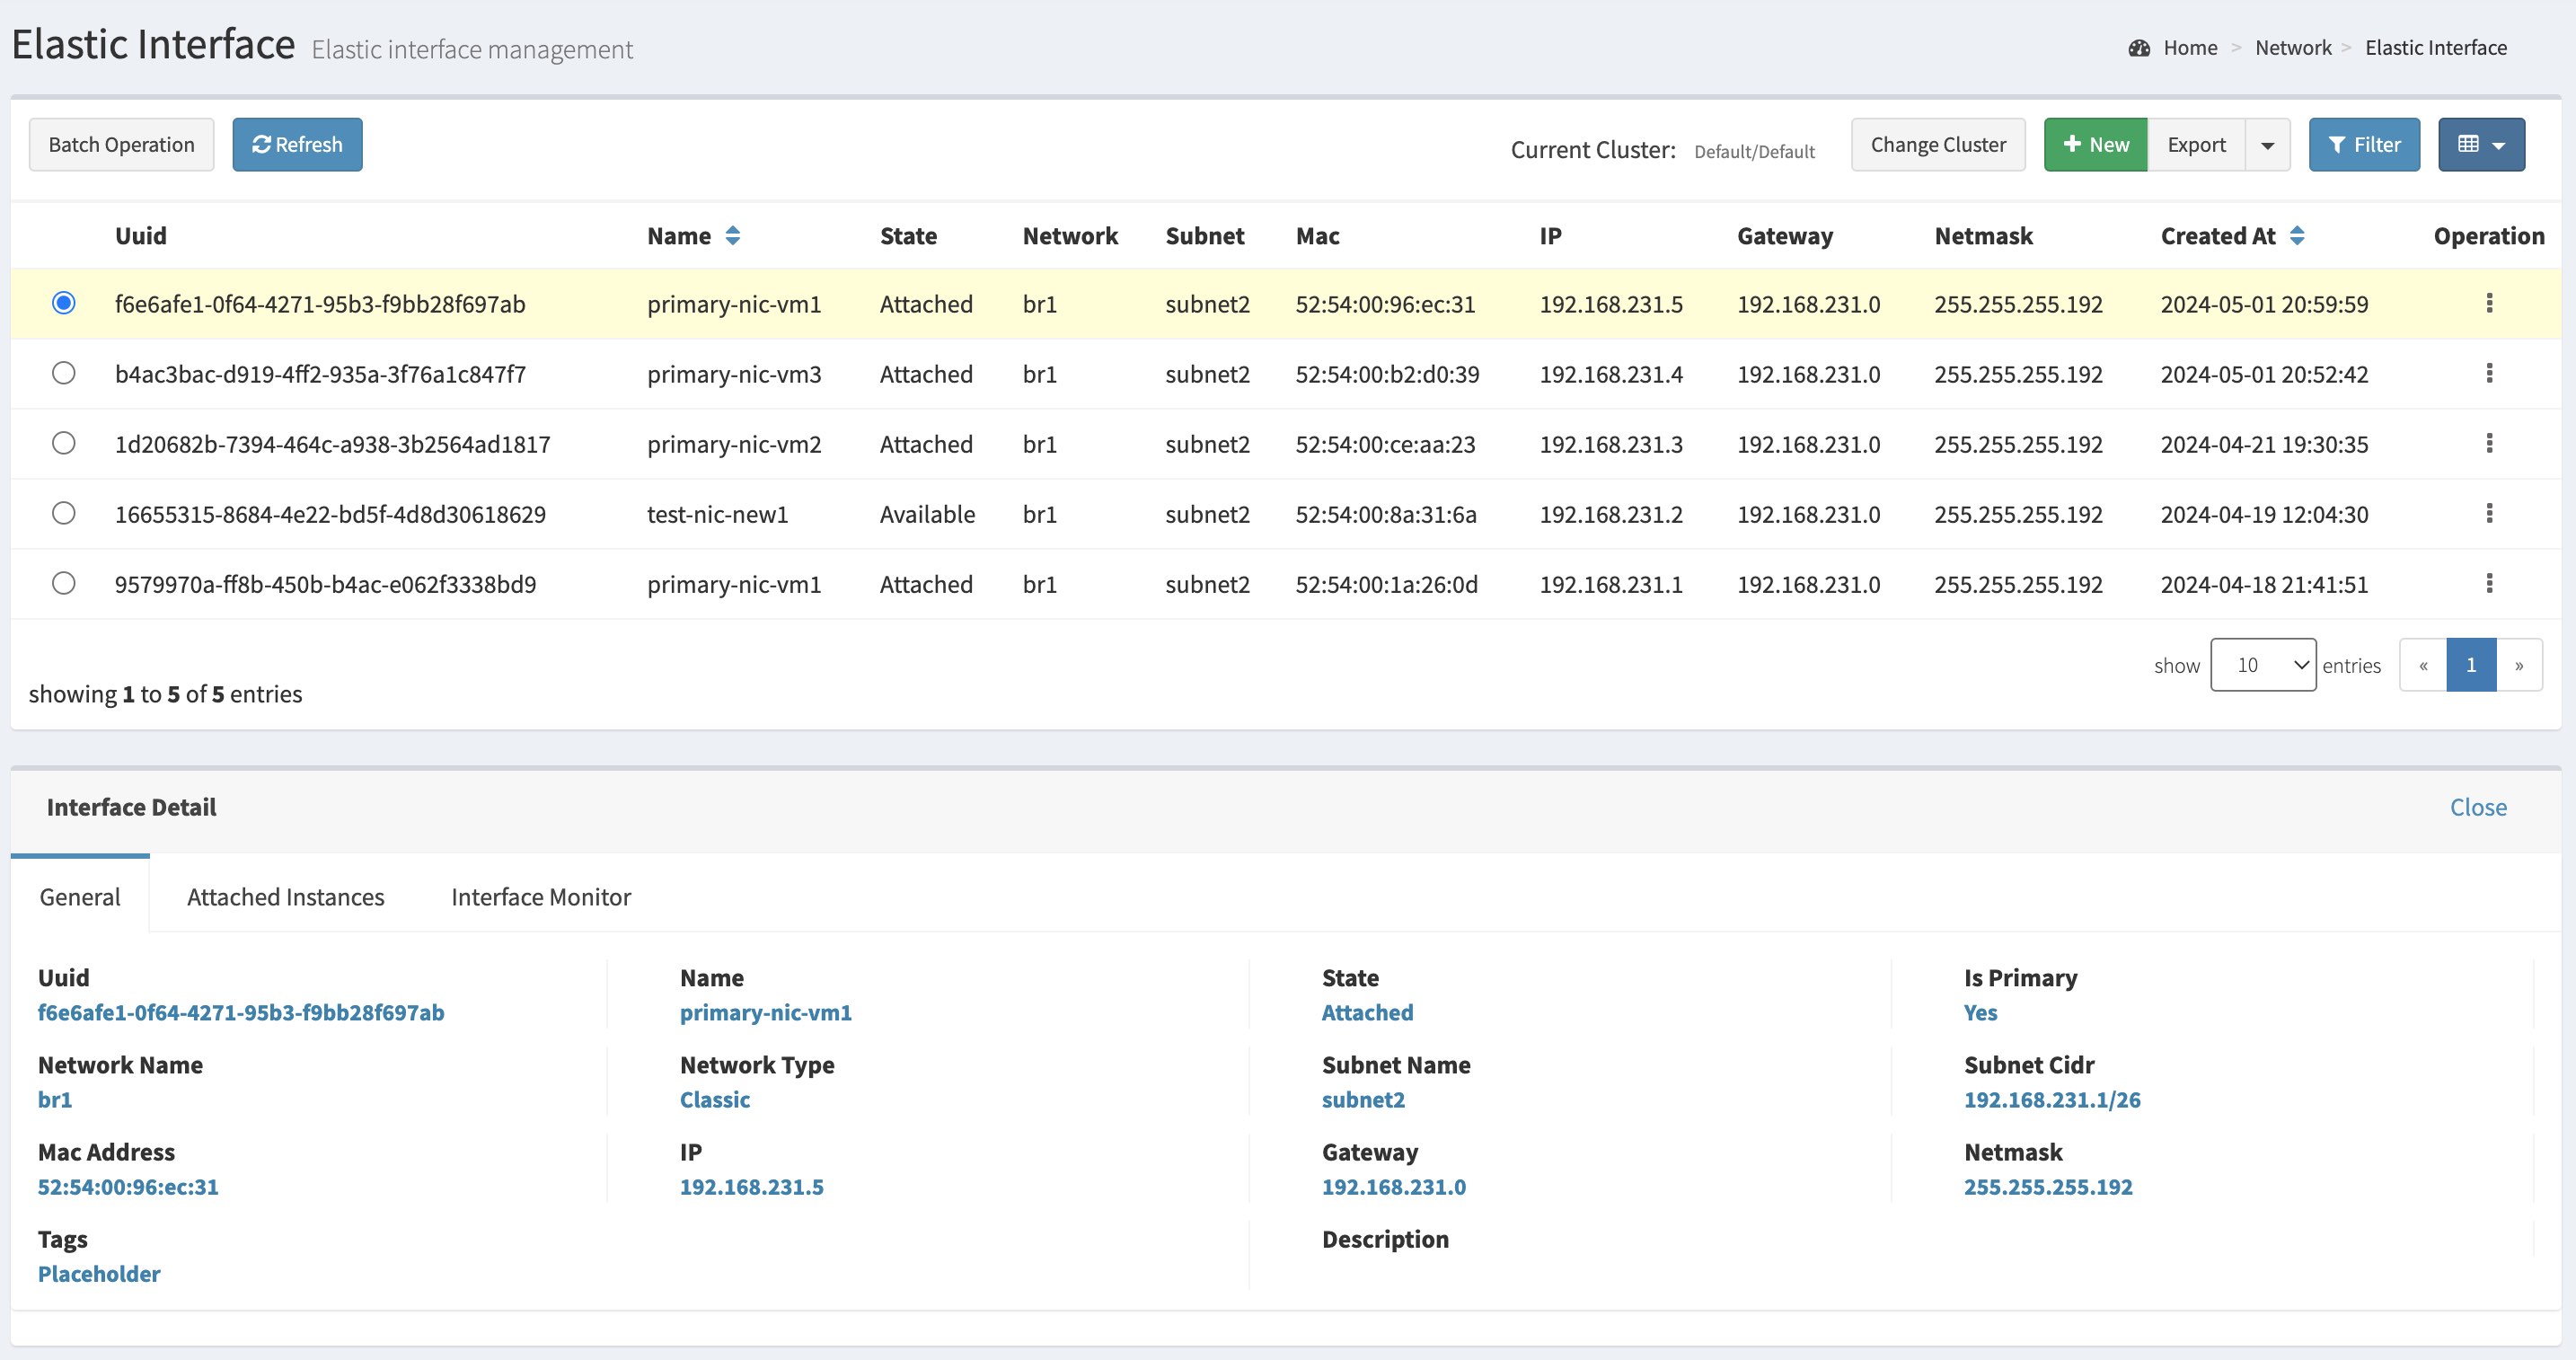 Elastic Interface Elastic interface management Home > Network > Elastic Interface
Batch Operation Refresh Current Cluster: Default/Default Change Cluster New Export Filter
Uuid Name State Network Subnet Mac IP Gateway Netmask Created At Operation
f6e6afe1-0f64-4271-95b3-f9bb28f697ab primary-nic-vm1 Attached br1 subnet2 52:54:00:96:ec:31 192.168.231.5 192.168.231.0 255.255.255.192 2024-05-01 20:59:59
b4ac3bac-d919-4ff2-935a-3f76a1c847f7 primary-nic-vm3 Attached br1 subnet2 52:54:00:b2:d0:39 192.168.231.4 192.168.231.0 255.255.255.192 2024-05-01 20:52:42
1d20682b-7394-464c-a938-3b2564ad1817 primary-nic-vm2 Attached br1 subnet2 52:54:00:ce:aa:23 192.168.231.3 192.168.231.0 255.255.255.192 2024-04-21 19:30:35
16655315-8684-4e22-bd5f-4d8d30618629 test-nic-new1 Available br1 subnet2 52:54:00:8a:31:6a 192.168.231.2 192.168.231.0 255.255.255.192 2024-04-19 12:04:30
9579970a-ff8b-450b-b4ac-e062f3338bd9 primary-nic-vm1 Attached br1 subnet2 52:54:00:1a:26:0d 192.168.231.1 192.168.231.0 255.255.255.192 2024-04-18 21:41:51
show 10 entries « 1 »
showing 1 to 5 of 5 entries
Interface Detail Close
General Attached Instances Interface Monitor
Uuid Name State Is Primary
f6e6afe1-0f64-4271-95b3-f9bb28f697ab primary-nic-vm1 Attached Yes
Network Name Network Type Subnet Name Subnet Cidr
br1 Classic subnet2 192.168.231.1/26
Mac Address IP Gateway Netmask
52:54:00:96:ec:31 192.168.231.5 192.168.231.0 255.255.255.192
Tags Description
Placeholder